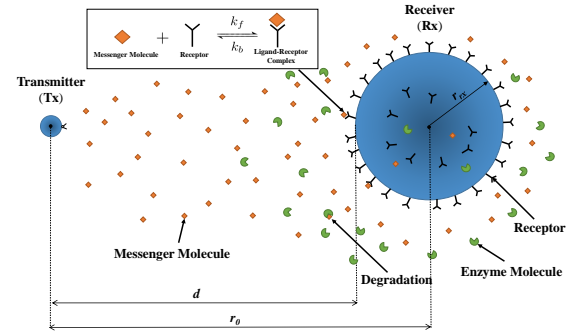 Receiver
(Rx)
k_f
+
k_b
Messenger Molecule
Receptor
Ligand-Receptor
Complex
Transmitter
(Tx)
r_rx
Receptor
Messenger Molecule
Degradation
Enzyme Molecule
d
r_0